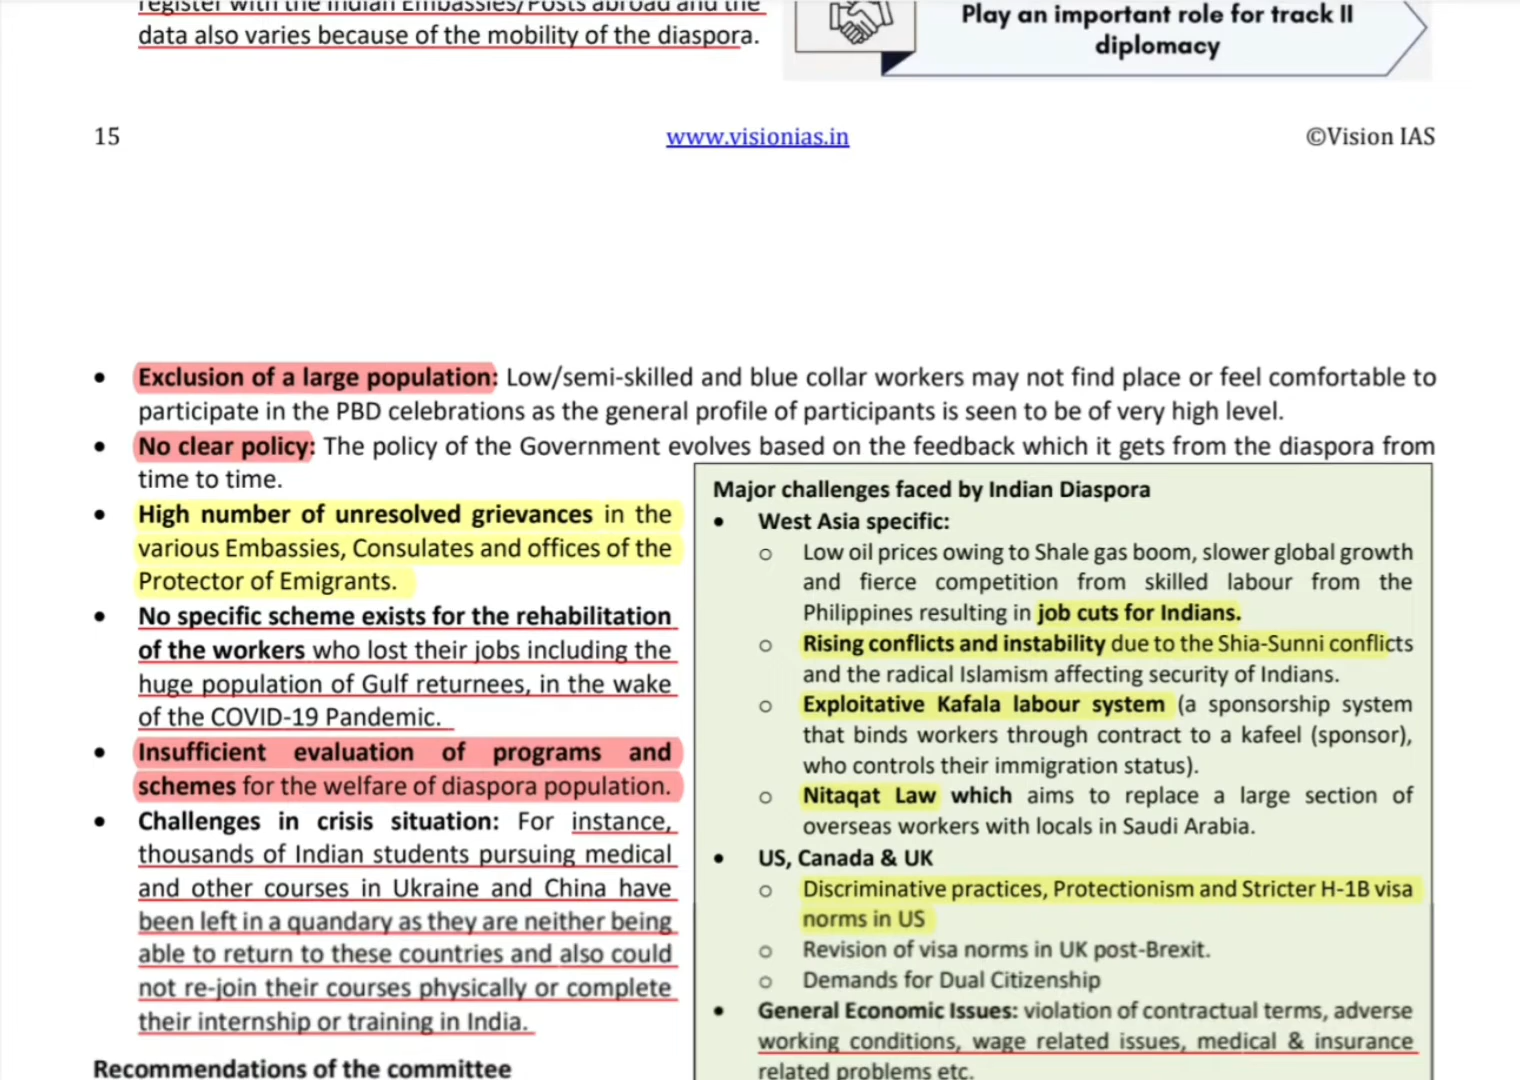 register with the Indian Embassies/Posts abroad and the
data also varies because of the mobility of the diaspora.
Play an important role for track II
diplomacy
15
www.visionias.in
©Vision IAS
• Exclusion of a large population: Low/semi-skilled and blue collar workers may not find place or feel comfortable to
participate in the PBD celebrations as the general profile of participants is seen to be of very high level.
• No clear policy: The policy of the Government evolves based on the feedback which it gets from the diaspora from
time to time.
• High number of unresolved grievances in the
various Embassies, Consulates and offices of the
Protector of Emigrants.
• No specific scheme exists for the rehabilitation
of the workers who lost their jobs including the
huge population of Gulf returnees, in the wake
of the COVID-19 Pandemic.
• Insufficient evaluation of programs and
schemes for the welfare of diaspora population.
• Challenges in crisis situation: For instance,
thousands of Indian students pursuing medical
and other courses in Ukraine and China have
been left in a quandary as they are neither being
able to return to these countries and also could
not re-join their courses physically or complete
their internship or training in India.
Recommendations of the committee
Major challenges faced by Indian Diaspora
• West Asia specific:
o Low oil prices owing to Shale gas boom, slower global growth
and fierce competition from skilled labour from the
Philippines resulting in job cuts for Indians.
o Rising conflicts and instability due to the Shia-Sunni conflicts
and the radical Islamism affecting security of Indians.
o Exploitative Kafala labour system (a sponsorship system
that binds workers through contract to a kafeel (sponsor),
who controls their immigration status).
o Nitaqat Law which aims to replace a large section of
overseas workers with locals in Saudi Arabia.
• US, Canada & UK
o Discriminative practices, Protectionism and Stricter H-1B visa
norms in US
o Revision of visa norms in UK post-Brexit.
o Demands for Dual Citizenship
• General Economic Issues: violation of contractual terms, adverse
working conditions, wage related issues, medical & insurance
related problems etc.